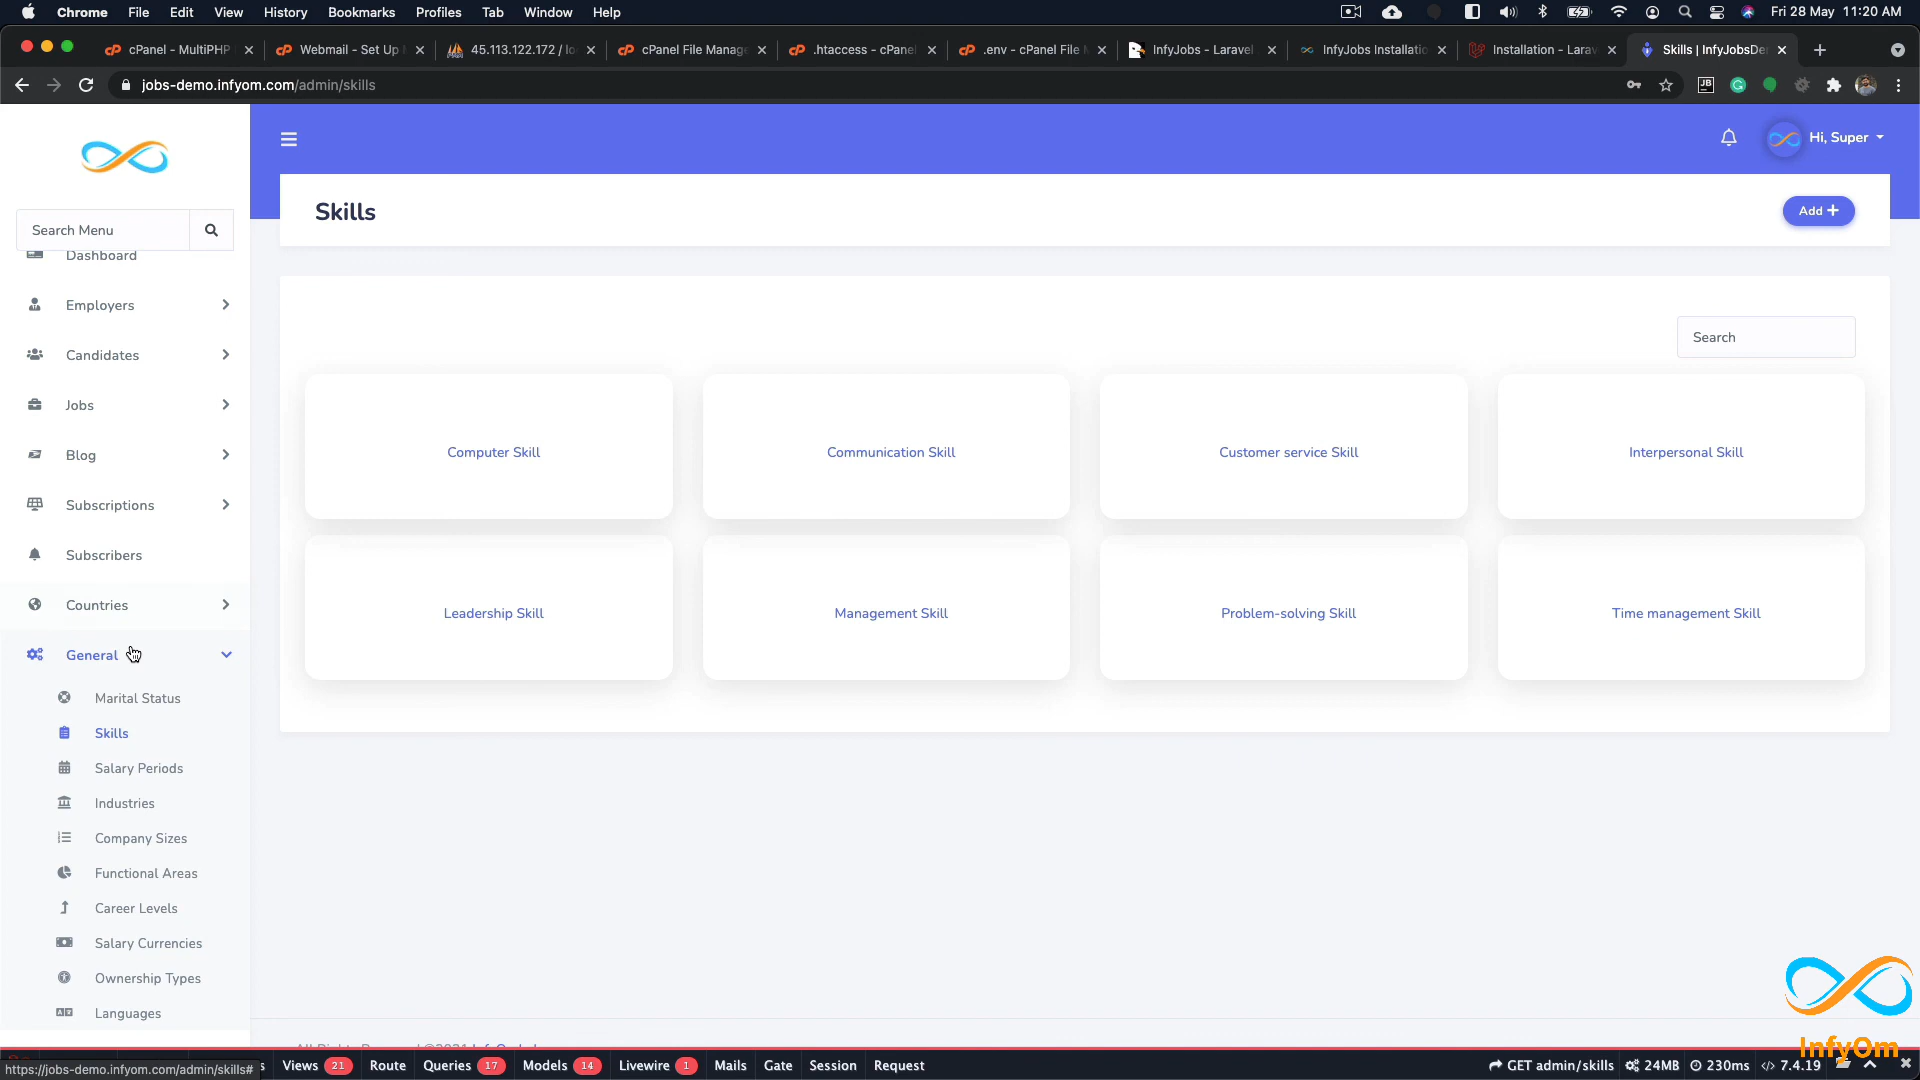 Chrome File Edit View History Bookmarks Profiles Tab Window Help
Fri 28 May 11:20 AM
cPanel - MultiPHP
Webmail - Set Up
45.113.122.172 / lo
cPanel File Manage
.htaccess - cPanel
.env - cPanel File
InfyJobs - Laravel
InfyJobs Installatio
Installation - Larav
Skills | InfyJobsDe
jobs-demo.infyom.com/admin/skills
Hi, Super
Search Menu
Dashboard
Employers
Candidates
Jobs
Blog
Subscriptions
Subscribers
Countries
General
Marital Status
Skills
Salary Periods
Industries
Company Sizes
Functional Areas
Career Levels
Salary Currencies
Ownership Types
Languages
Skills
Add +
Search
Computer Skill
Communication Skill
Customer service Skill
Interpersonal Skill
Leadership Skill
Management Skill
Problem-solving Skill
Time management Skill
InfyOm
https://jobs-demo.infyom.com/admin/skills#
Views 21 Route Queries 17 Models 14 Livewire 1 Mails Gate Session Request
GET admin/skills 24MB 230ms 7.4.19